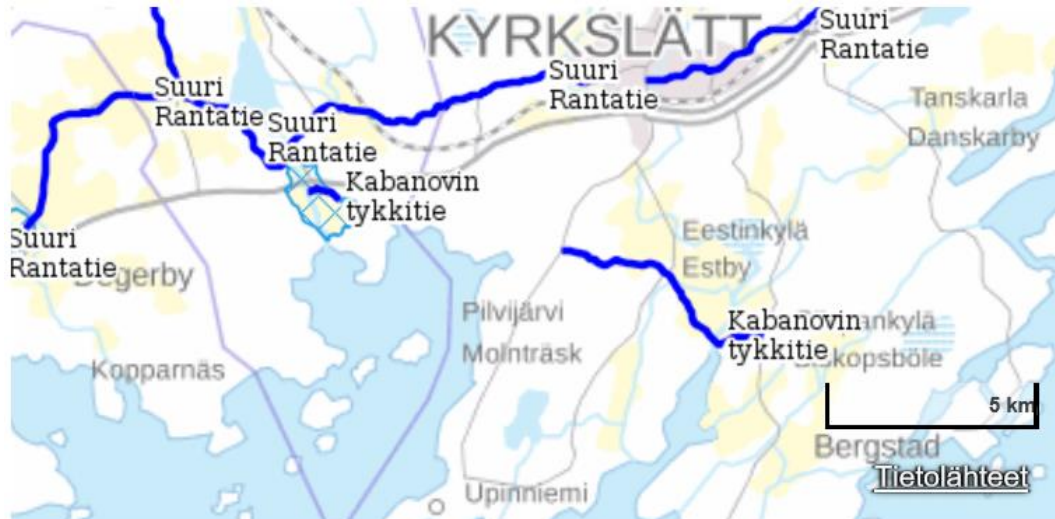 KYRKSLÄTT
Suuri
Rantatie
Suuri
Rantatie
Suuri
Rantatie
Tanskarla
Danskarby
Suuri
Rantatie
Kabanovin
tykkitie
Suuri
Rantatie
Degerby
Eestinkylä
Estby
Pilvijärvi
Molnträsk
Kabanovin
tykkitie
Kopparnäs
5 km
Bergstad
Tietolähteet
Upinniemi